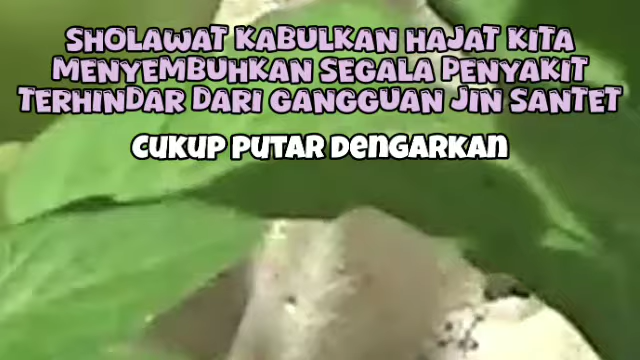 SHOLAWAT KABULKAN HAJAT KITA
MENYEMBUHKAN SEGALA PENYAKIT
TERHINDAR DARI GANGGUAN JIN SANTET
CUKUP PUTAR DENGARKAN